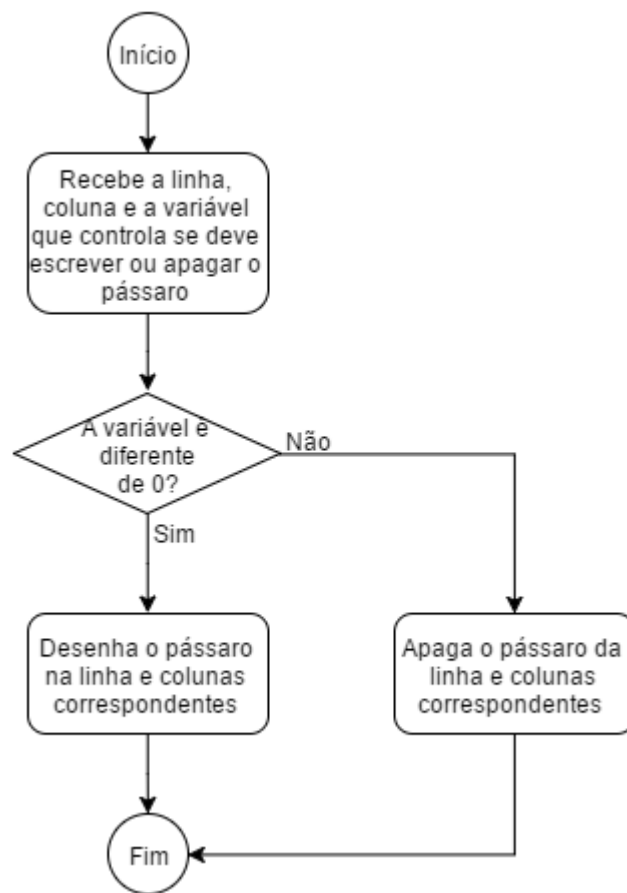 Início
Recebe a linha,
coluna e a variável
que controla se deve
escrever ou apagar o
pássaro
A variável é
diferente
de 0?
Não
Sim
Desenha o pássaro
na linha e colunas
correspondentes
Apaga o pássaro da
linha e colunas
correspondentes
Fim